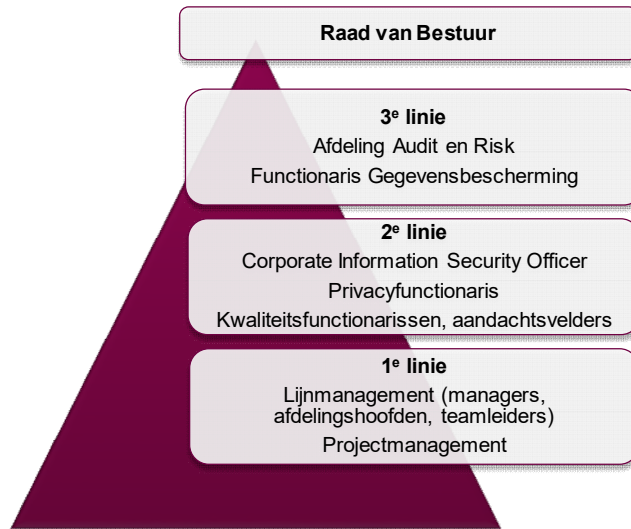 Raad van Bestuur
3e linie
Afdeling Audit en Risk
Functionaris Gegevensbescherming
2e linie
Corporate Information Security Officer
Privacyfunctionaris
Kwaliteitsfunctionarissen, aandachtsvelders
1e linie
Lijnmanagement (managers,
afdelingshoofden, teamleiders)
Projectmanagement